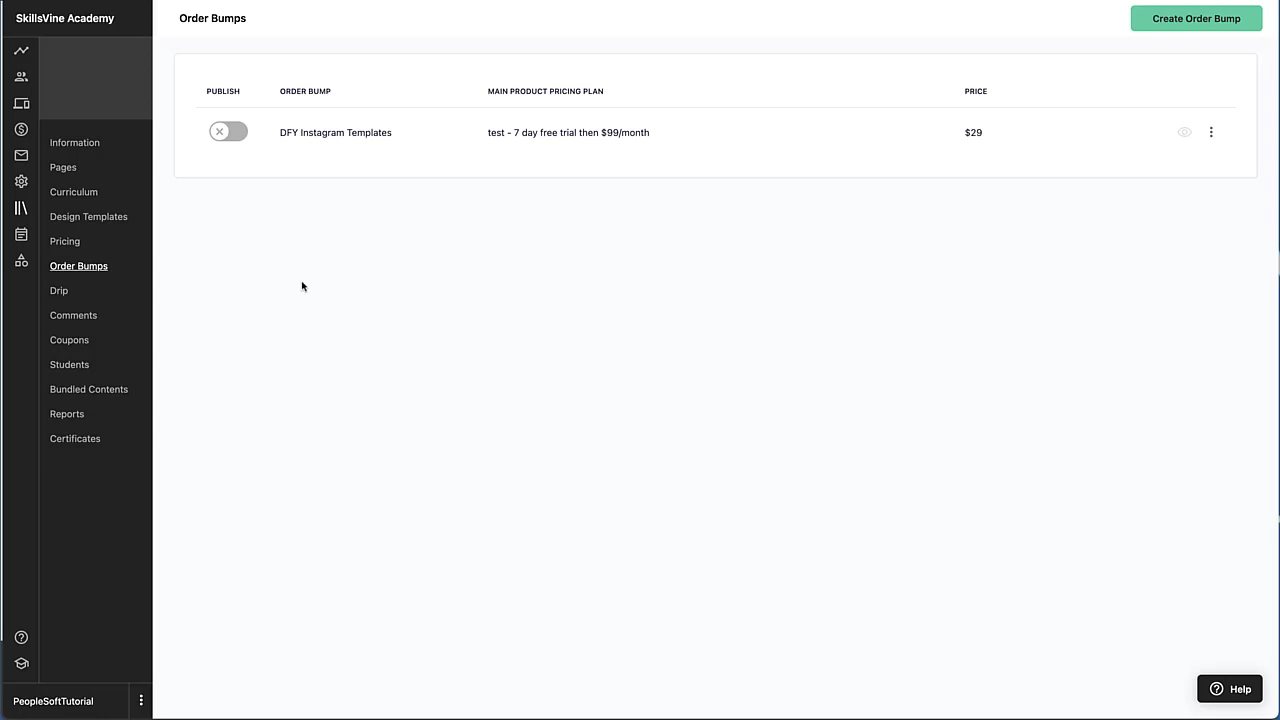 SkillsVine Academy
Order Bumps
Create Order Bump
PUBLISH ORDER BUMP MAIN PRODUCT PRICING PLAN PRICE
DFY Instagram Templates test - 7 day free trial then $99/month $29
Information
Pages
Curriculum
Design Templates
Pricing
Order Bumps
Drip
Comments
Coupons
Students
Bundled Contents
Reports
Certificates
PeopleSoftTutorial
Help